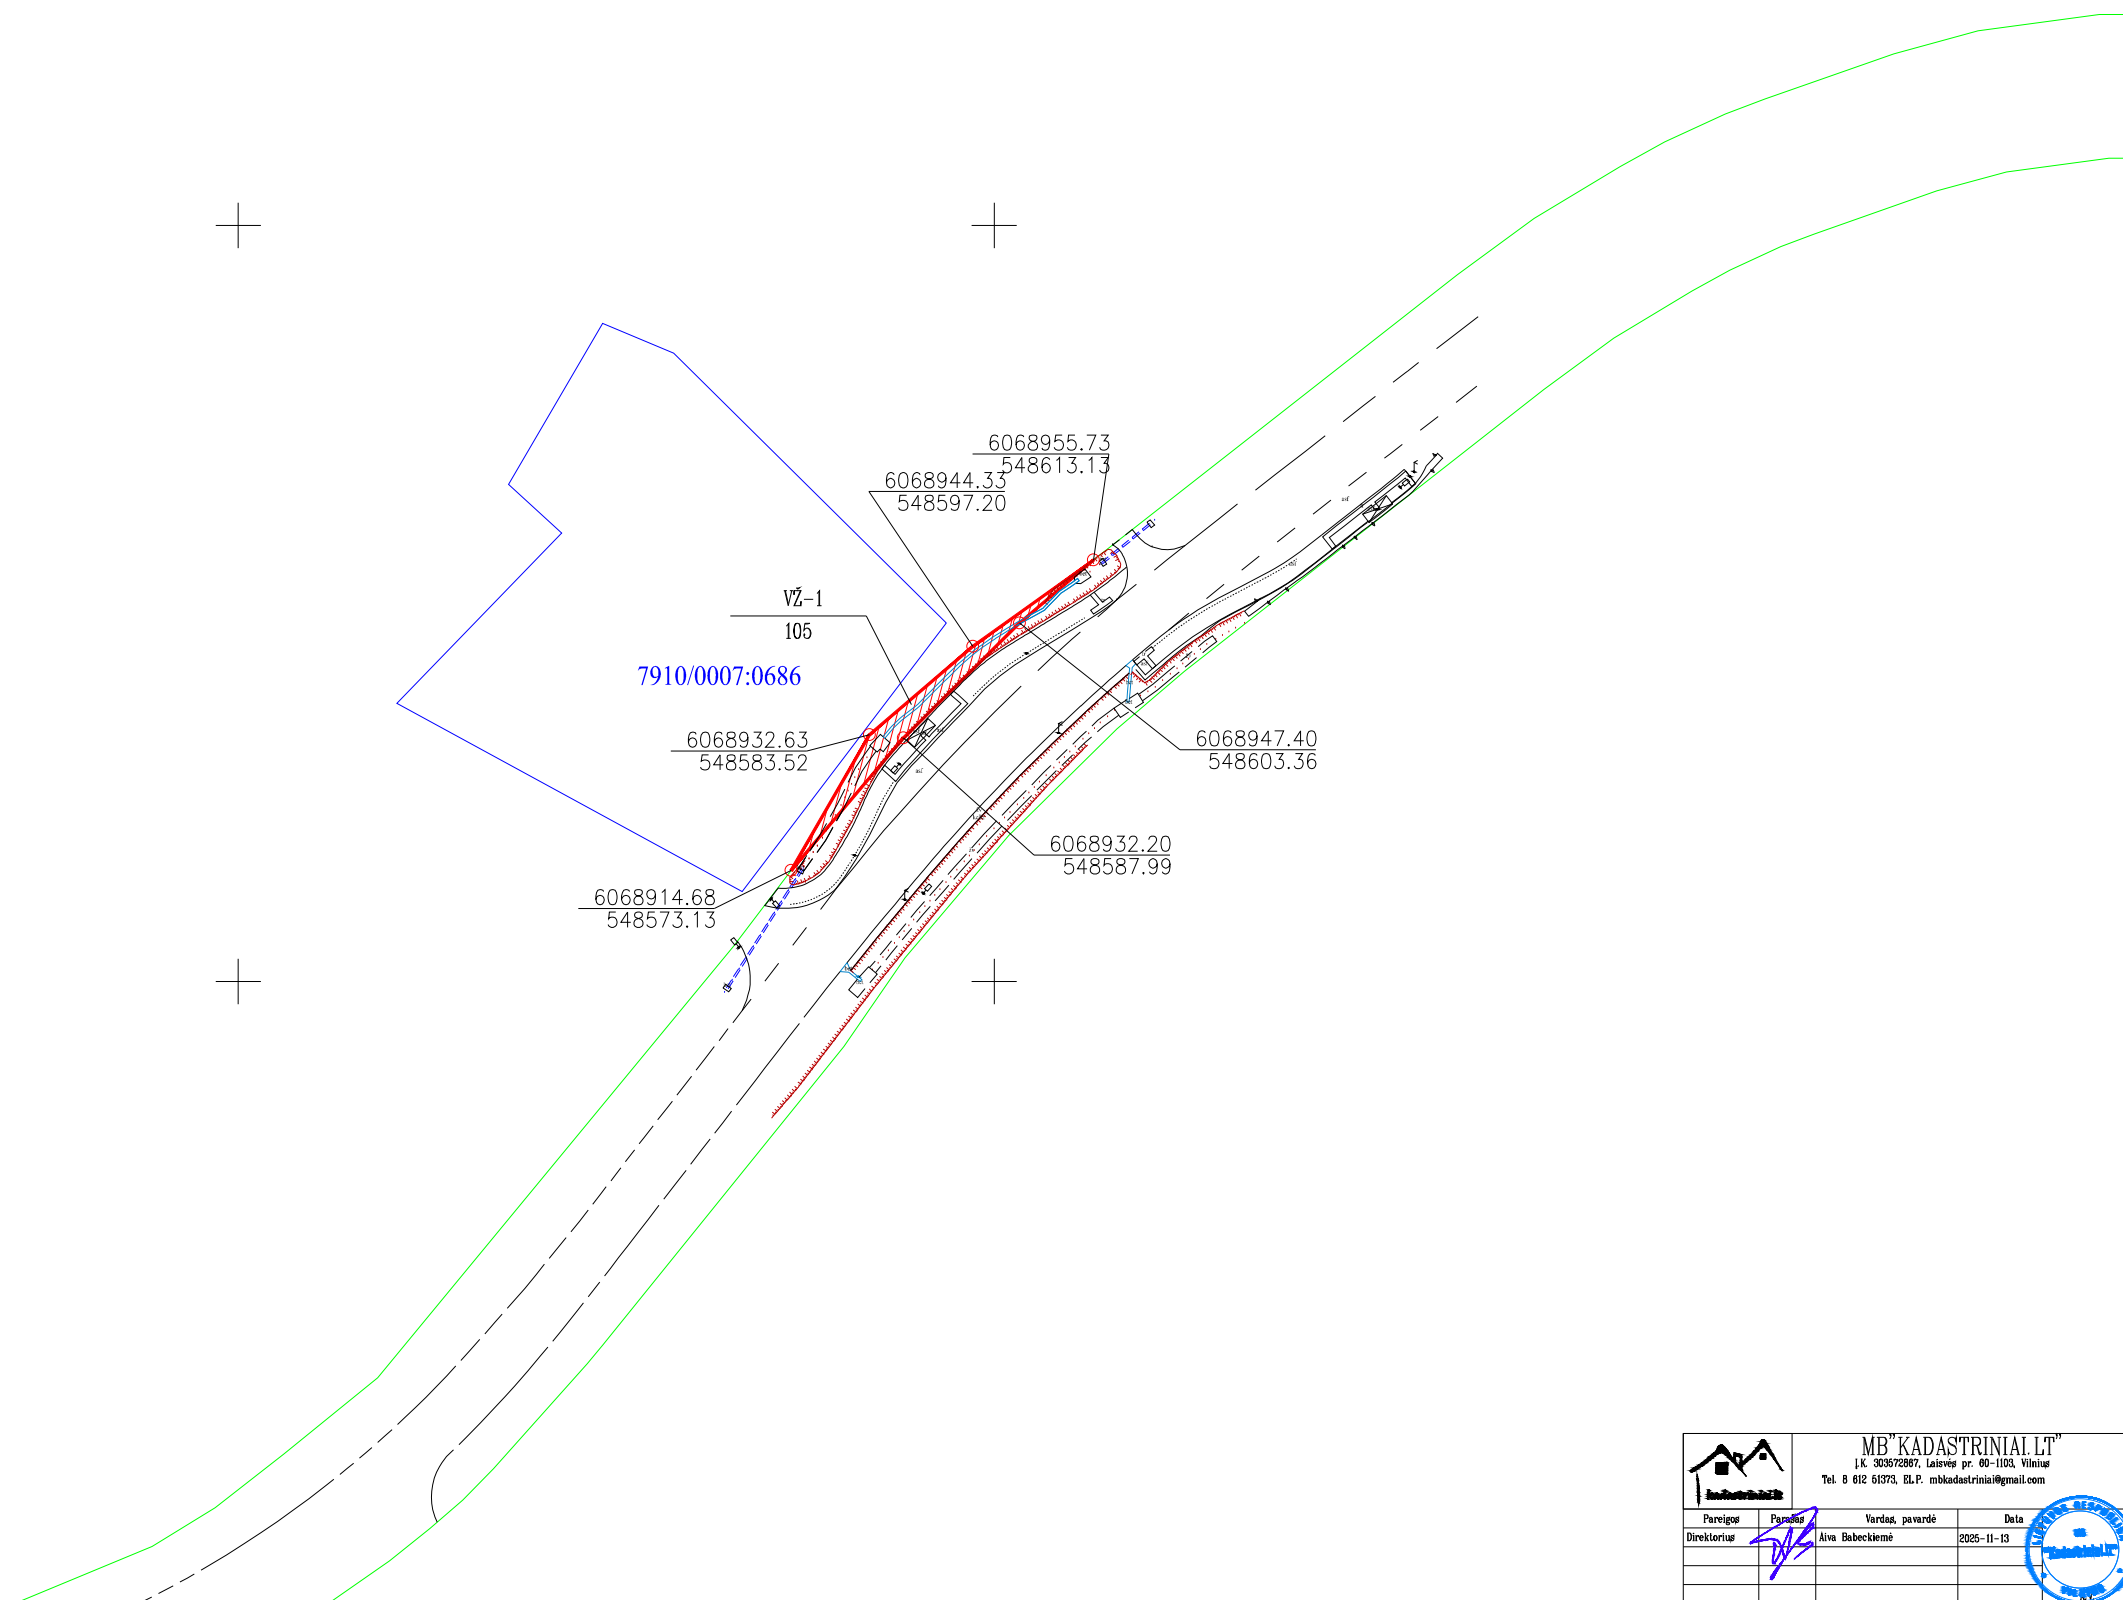 6068955.73
548613.13
6068944.33
548597.20
VŽ-1
105
7910/0007:0686
6068932.63
548583.52
6068947.40
548603.36
6068932.20
548587.99
6068914.68
548573.13
MB"KADASTRINIAI.LT"
Į.K. 303572867, Laisvės pr. 60-1103, Vilnius
Tel. 8 612 51373, EL.P. mbkadastriniai@gmail.com
Pareigos Parašas Vardas, pavardė Data
Direktorius Aiva Babeckienė 2025-11-13